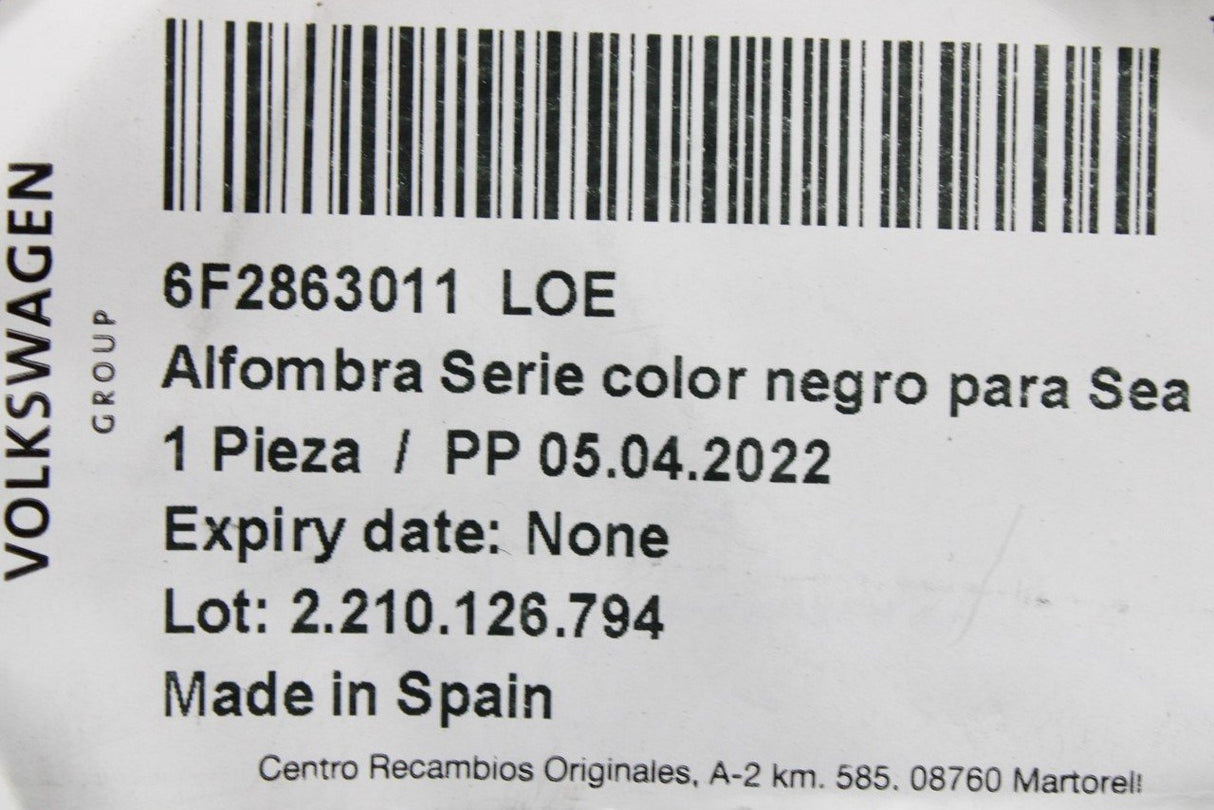 VOLKSWAGEN
GROUP
6F2863011 LOE
Alfombra Serie color negro para Sea
1 Pieza / PP 05.04.2022
Expiry date: None
Lot: 2.210.126.794
Made in Spain
Centro Recambios Originales, A-2 km. 585. 08760 Martorell